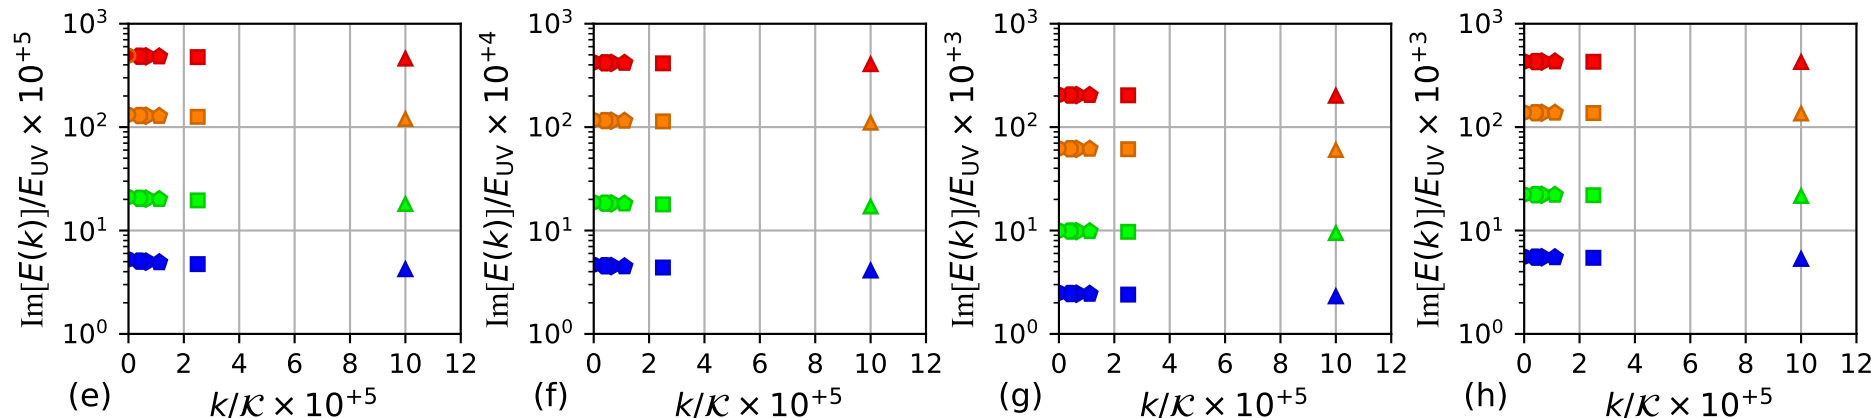 Im[E(k)]/E_UV × 10^+5
10^3
10^2
10^1
10^0
0 2 4 6 8 10 12
(e) k/𝒦 × 10^+5
Im[E(k)]/E_UV × 10^+4
10^3
10^2
10^1
10^0
0 2 4 6 8 10 12
(f) k/𝒦 × 10^+5
Im[E(k)]/E_UV × 10^+3
10^3
10^2
10^1
10^0
0 2 4 6 8 10 12
(g) k/𝒦 × 10^+5
Im[E(k)]/E_UV × 10^+3
10^3
10^2
10^1
10^0
0 2 4 6 8 10 12
(h) k/𝒦 × 10^+5